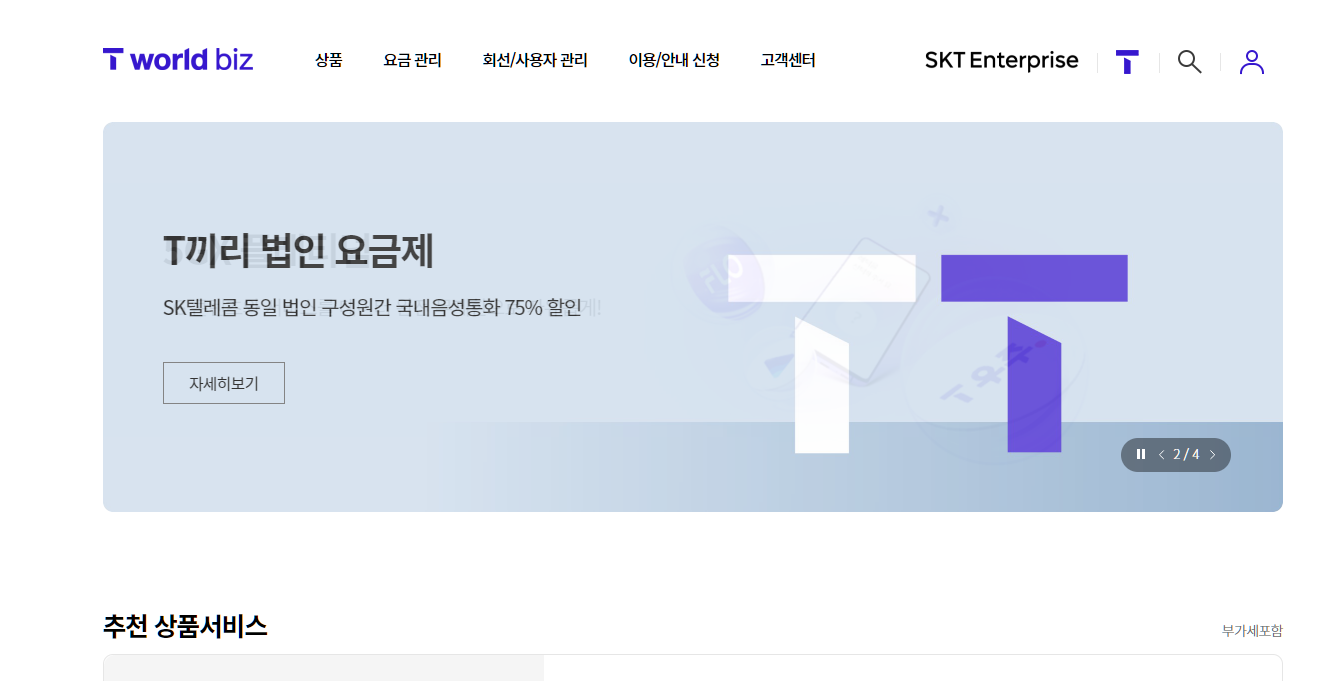 T world biz
상품
요금 관리
회선/사용자 관리
이용/안내 신청
고객센터
SKT Enterprise
T끼리 법인 요금제
SK텔레콤 동일 법인 구성원간 국내음성통화 75% 할인
자세히보기
2 / 4
추천 상품서비스
부가세포함